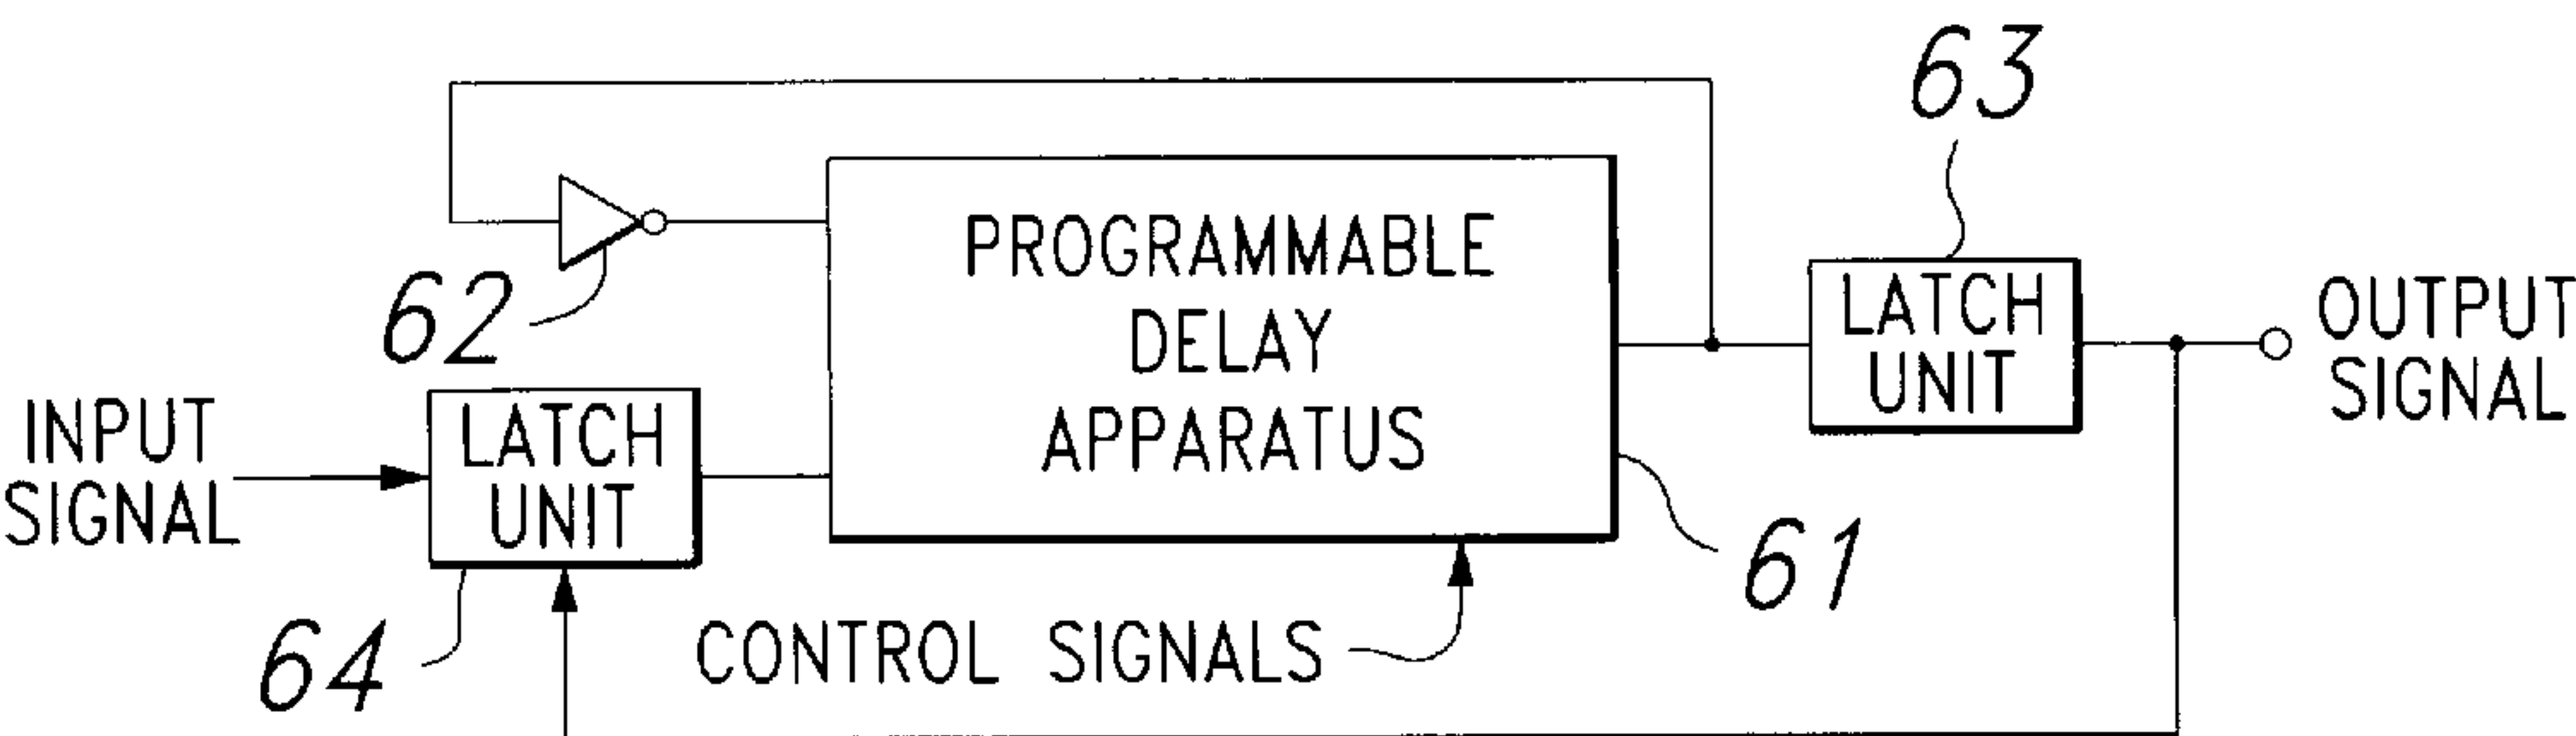 63
PROGRAMMABLE
DELAY
APPARATUS
62
LATCH
UNIT
OUTPUT
SIGNAL
INPUT
SIGNAL
LATCH
UNIT
61
64
CONTROL SIGNALS